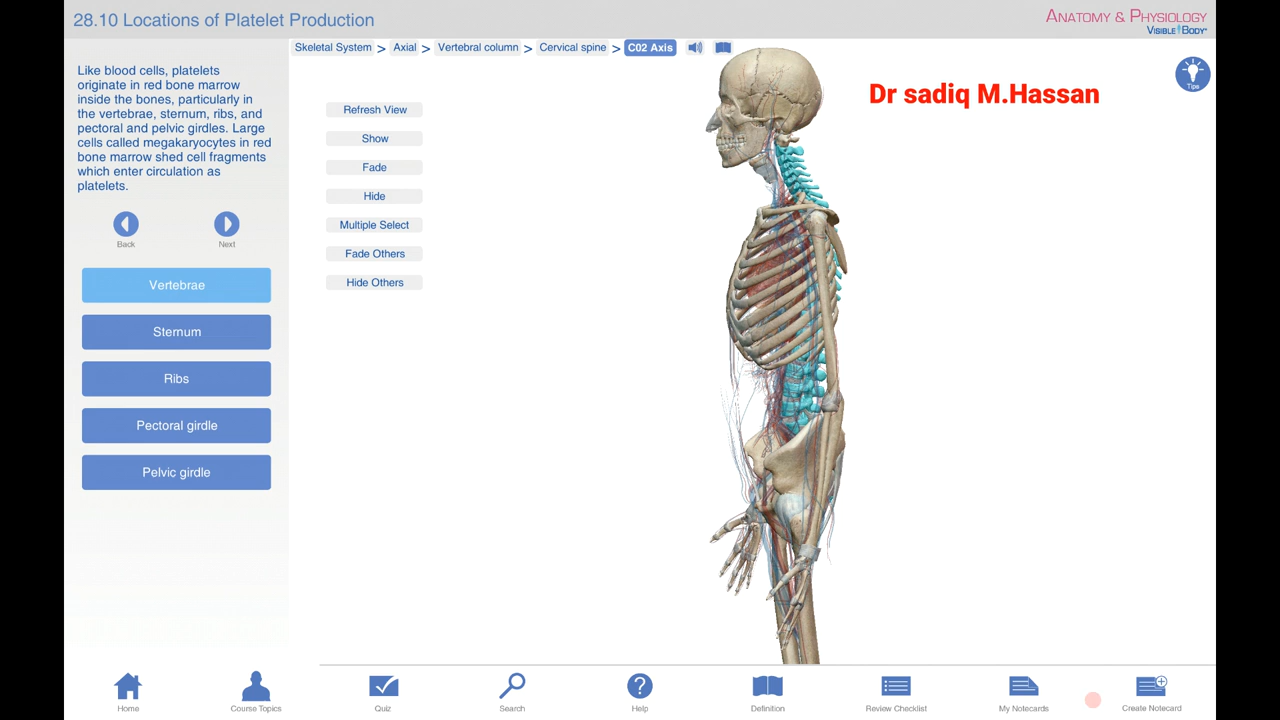 28.10 Locations of Platelet Production
ANATOMY & PHYSIOLOGY
VISIBLE BODY®
Skeletal System > Axial > Vertebral column > Cervical spine > C02 Axis
Like blood cells, platelets
originate in red bone marrow
inside the bones, particularly in
the vertebrae, sternum, ribs, and
pectoral and pelvic girdles. Large
cells called megakaryocytes in red
bone marrow shed cell fragments
which enter circulation as
platelets.
Back
Next
Vertebrae
Sternum
Ribs
Pectoral girdle
Pelvic girdle
Refresh View
Show
Fade
Hide
Multiple Select
Fade Others
Hide Others
Dr sadiq M.Hassan
Tips
Home
Course Topics
Quiz
Search
Help
Definition
Review Checklist
My Notecards
Create Notecard